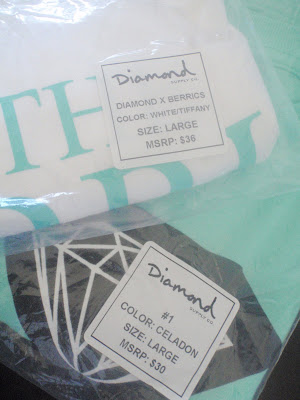 Diamond
SUPPLY CO.
DIAMOND X BERRICS
COLOR: WHITE/TIFFANY
SIZE: LARGE
MSRP: $36
TH
Diamond
SUPPLY CO.
#1
COLOR: CELADON
SIZE: LARGE
MSRP: $30